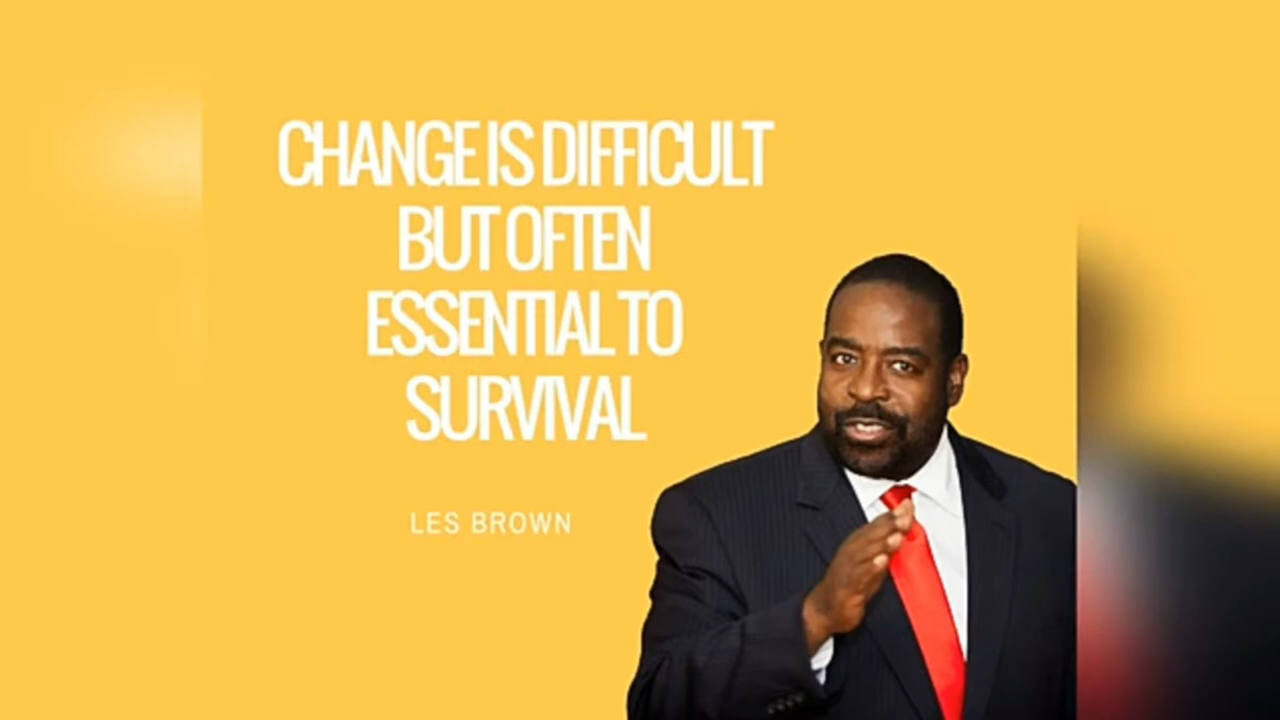 CHANGE IS DIFFICULT
BUT OFTEN
ESSENTIAL TO
SURVIVAL
LES BROWN